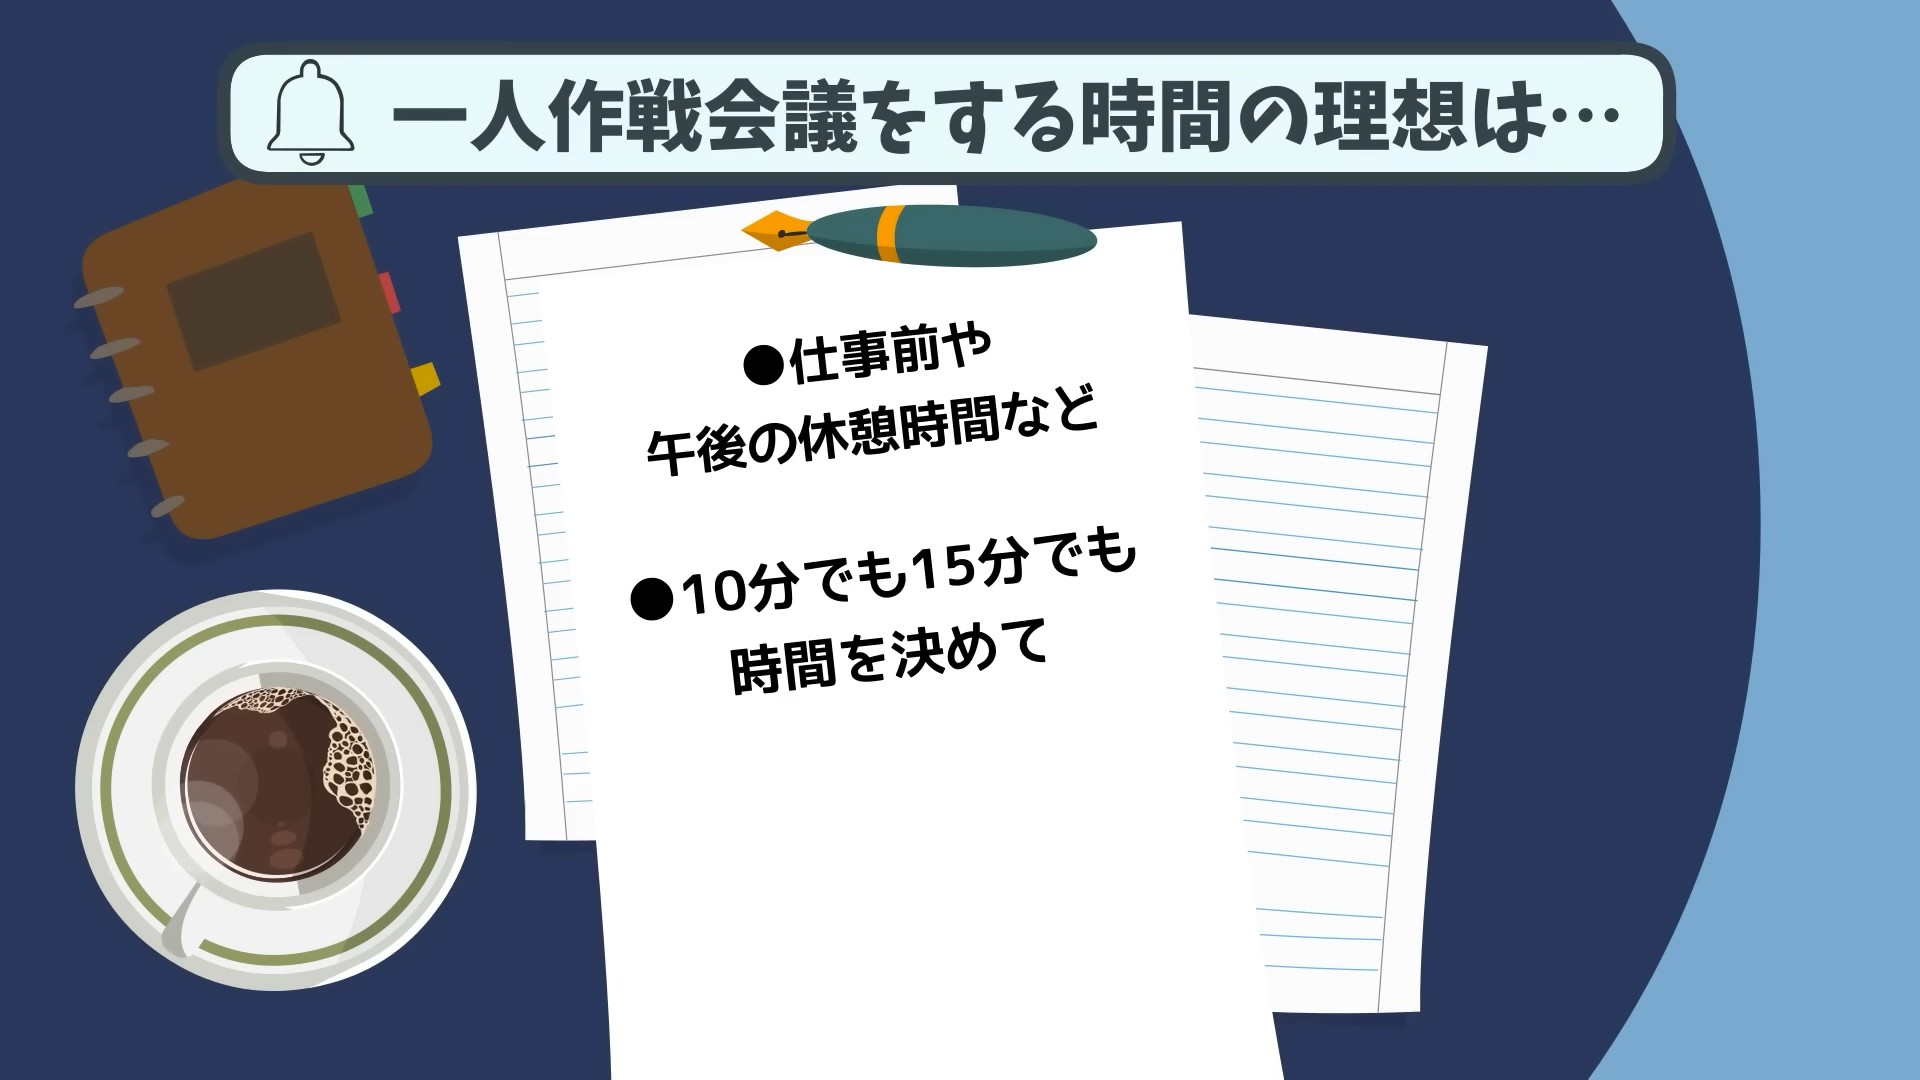 一人作戦会議をする時間の理想は…
●仕事前や
午後の休憩時間など
●10分でも15分でも
時間を決めて